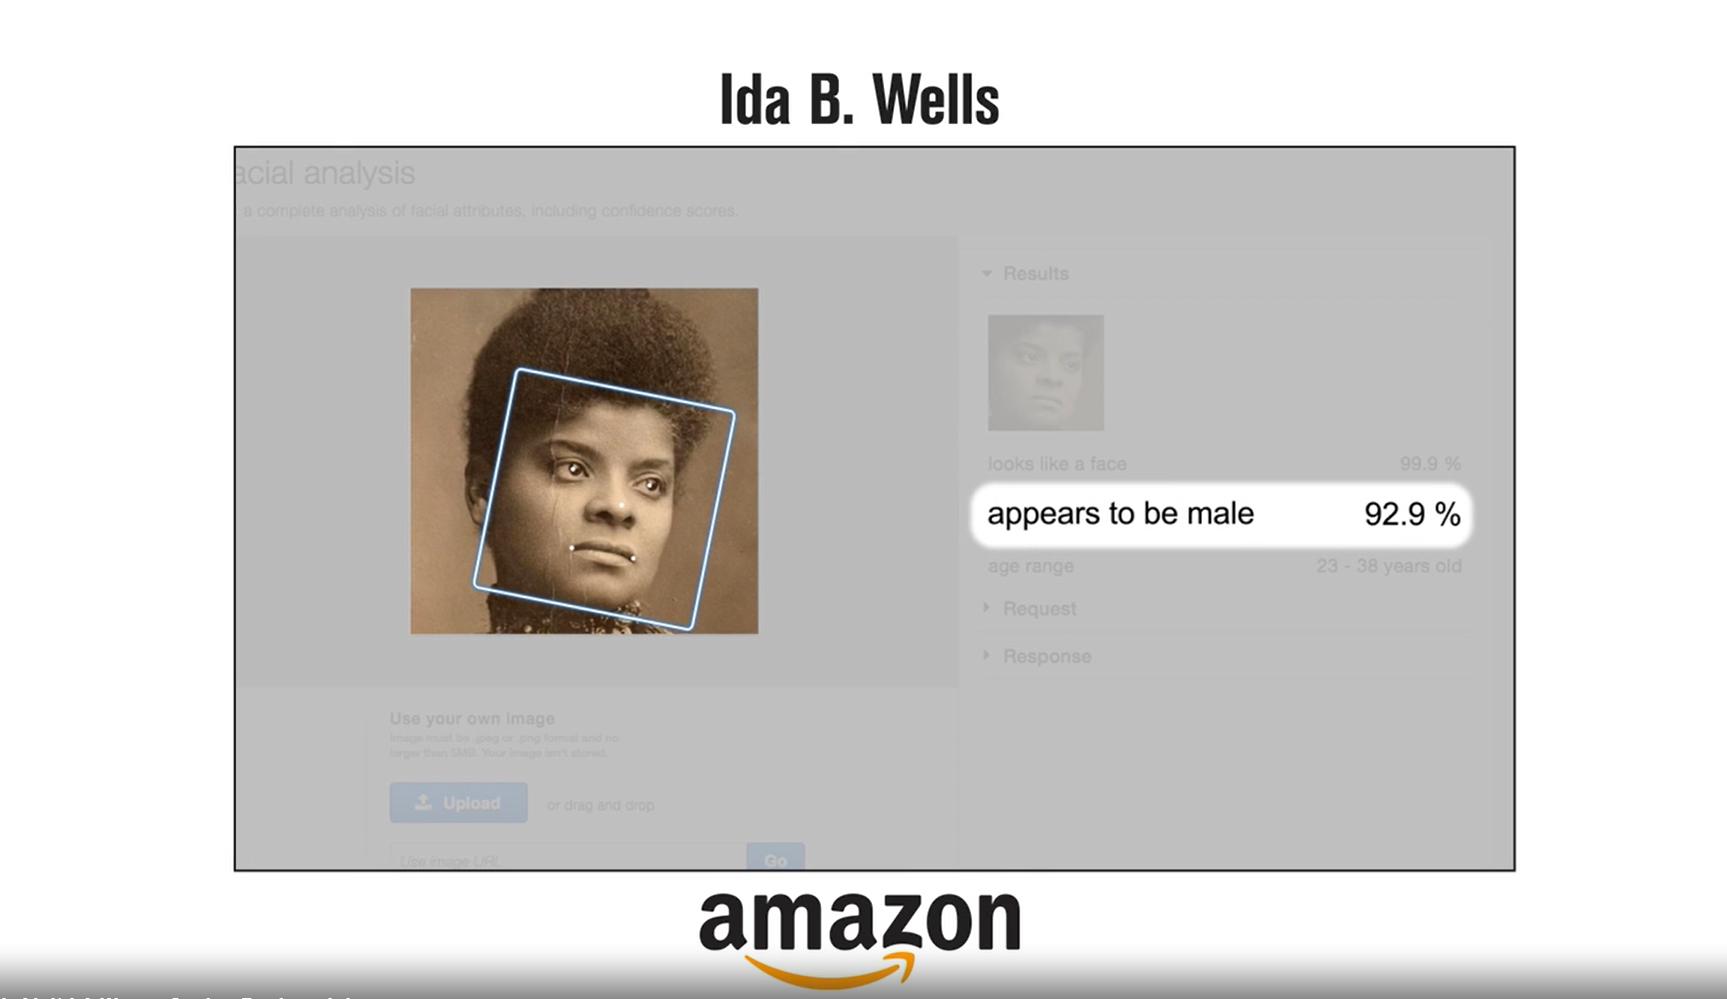 Ida B. Wells
acial analysis
a complete analysis of facial attributes, including confidence scores.
Results
looks like a face 99.9 %
appears to be male 92.9 %
age range 23 - 38 years old
Request
Response
Use your own image
Image must be .jpeg or .png format and no
larger than 5MB. Your image isn't stored.
Upload or drag and drop
Use image URL Go
amazon